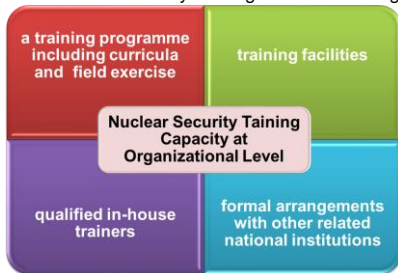 a training programme
including curricula
and field exercise
training facilities
Nuclear Security Taining
Capacity at
Organizational Level
qualified in-house
trainers
formal arrangements
with other related
national institutions